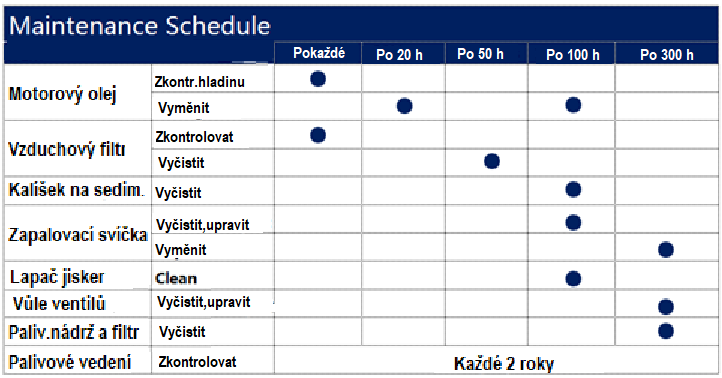 Maintenance Schedule
Pokaždé Po 20 h Po 50 h Po 100 h Po 300 h
Motorový olej Zkontr.hladinu
Vyměnit
Vzduchový filtr Zkontrolovat
Vyčistit
Kalíšek na sedim. Vyčistit
Zapalovací svíčka Vyčistit,upravit
Vyměnit
Lapač jisker Clean
Vůle ventilů Vyčistit,upravit
Paliv.nádrž a filtr Vyčistit
Palivové vedení Zkontrolovat Každé 2 roky